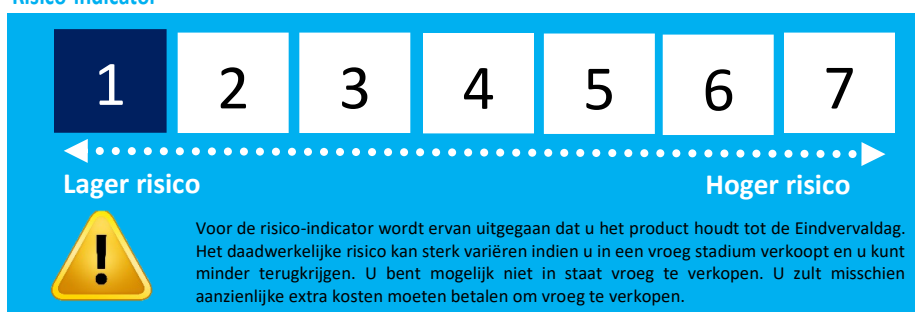 Risico-indicator
1 2 3 4 5 6 7
Lager risico Hoger risico
Voor de risico-indicator wordt ervan uitgegaan dat u het product houdt tot de Eindvervaldag.
Het daadwerkelijke risico kan sterk variëren indien u in een vroeg stadium verkoopt en u kunt
minder terugkrijgen. U bent mogelijk niet in staat vroeg te verkopen. U zult misschien
aanzienlijke extra kosten moeten betalen om vroeg te verkopen.